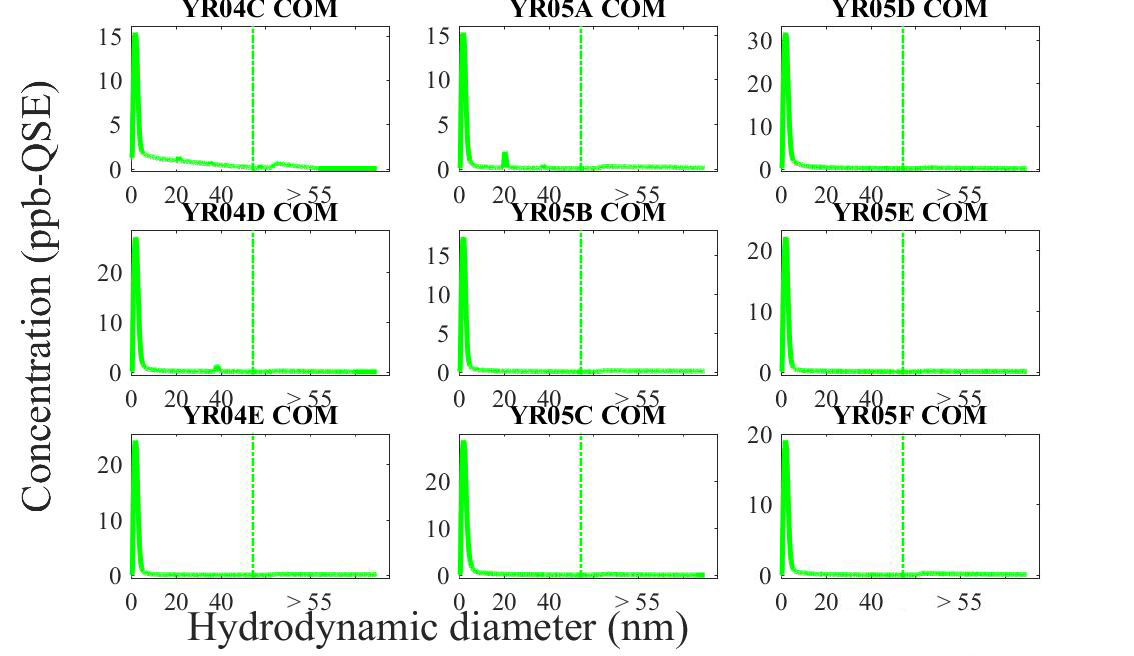 YR04C COM YR05A COM YR05D COM
15 15 30
10 10 20
5 5 10
0 0 0
0 20 40 > 55 0 20 40 > 55 0 20 40 > 55
YR04D COM YR05B COM YR05E COM
20 15 20
10 10 10
0 5 0
0
0 20 40 > 55 0 20 40 > 55 0 20 40 > 55
YR04E COM YR05C COM YR05F COM
20 20 20
10 10 10
0 0 0
0 20 40 > 55 0 20 40 > 55 0 20 40 > 55
Concentration (ppb-QSE)
Hydrodynamic diameter (nm)